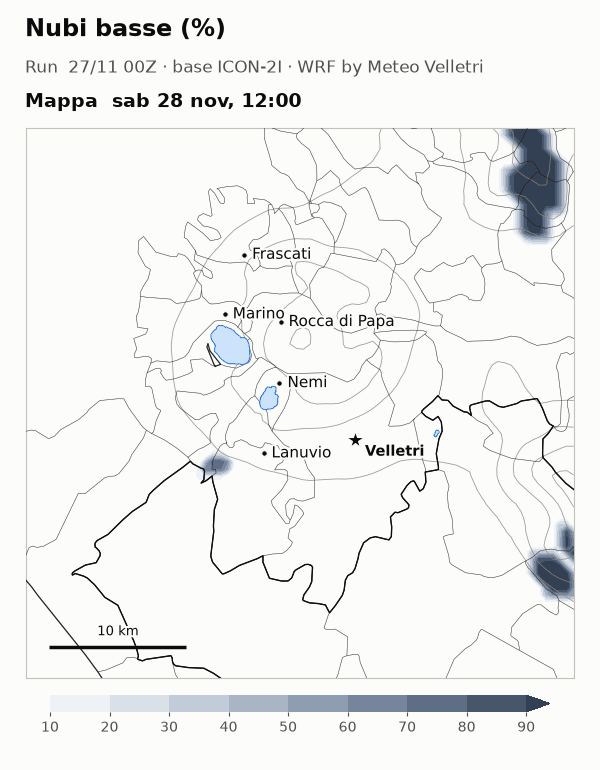 Nubi basse (%)
Run  27/11 00Z · base ICON-2I · WRF by Meteo Velletri
Mappa  sab 28 nov, 12:00
Frascati
Marino
Rocca di Papa
Nemi
Velletri
Lanuvio
10 km
10 20 30 40 50 60 70 80 90